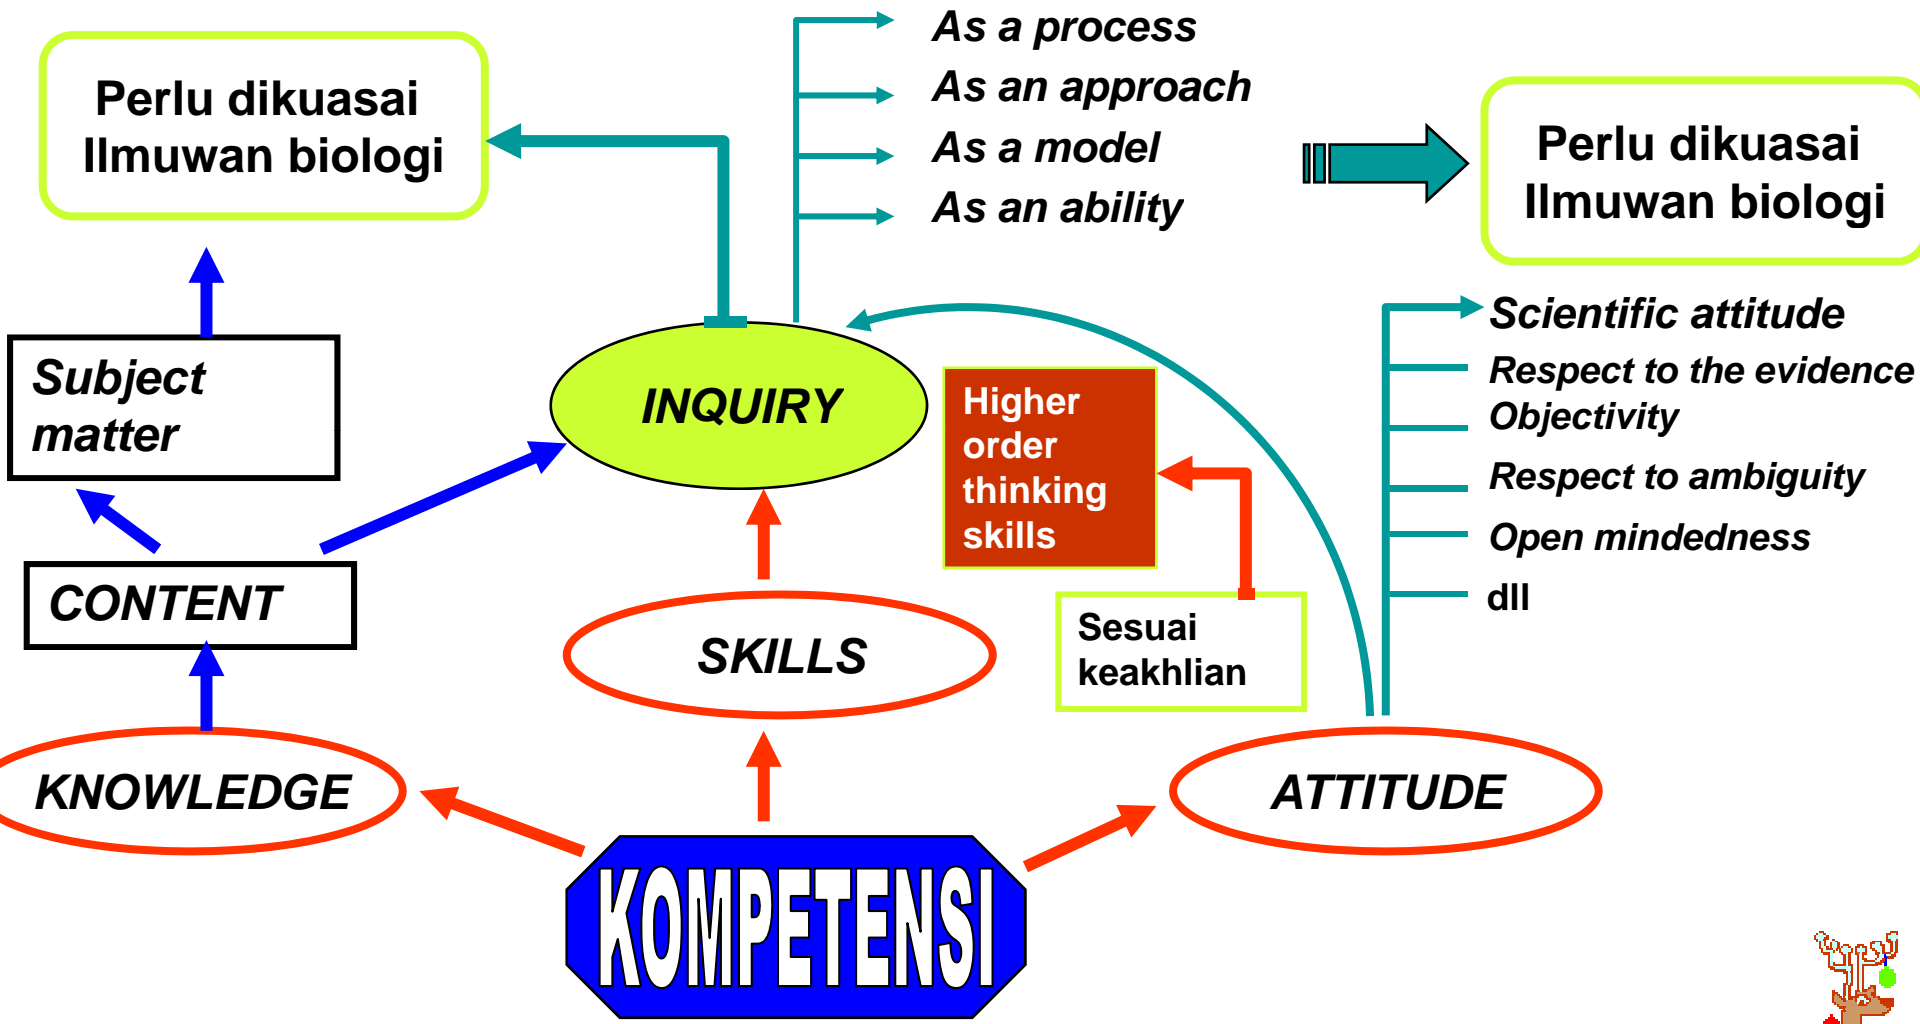 As a process
As an approach
As a model
As an ability
Perlu dikuasai
Ilmuwan biologi
Perlu dikuasai
Ilmuwan biologi
Subject
matter
INQUIRY
Higher
order
thinking
skills
Scientific attitude
Respect to the evidence
Objectivity
Respect to ambiguity
Open mindedness
dll
CONTENT
SKILLS
Sesuai
keakhlian
KNOWLEDGE
ATTITUDE
KOMPETENSI